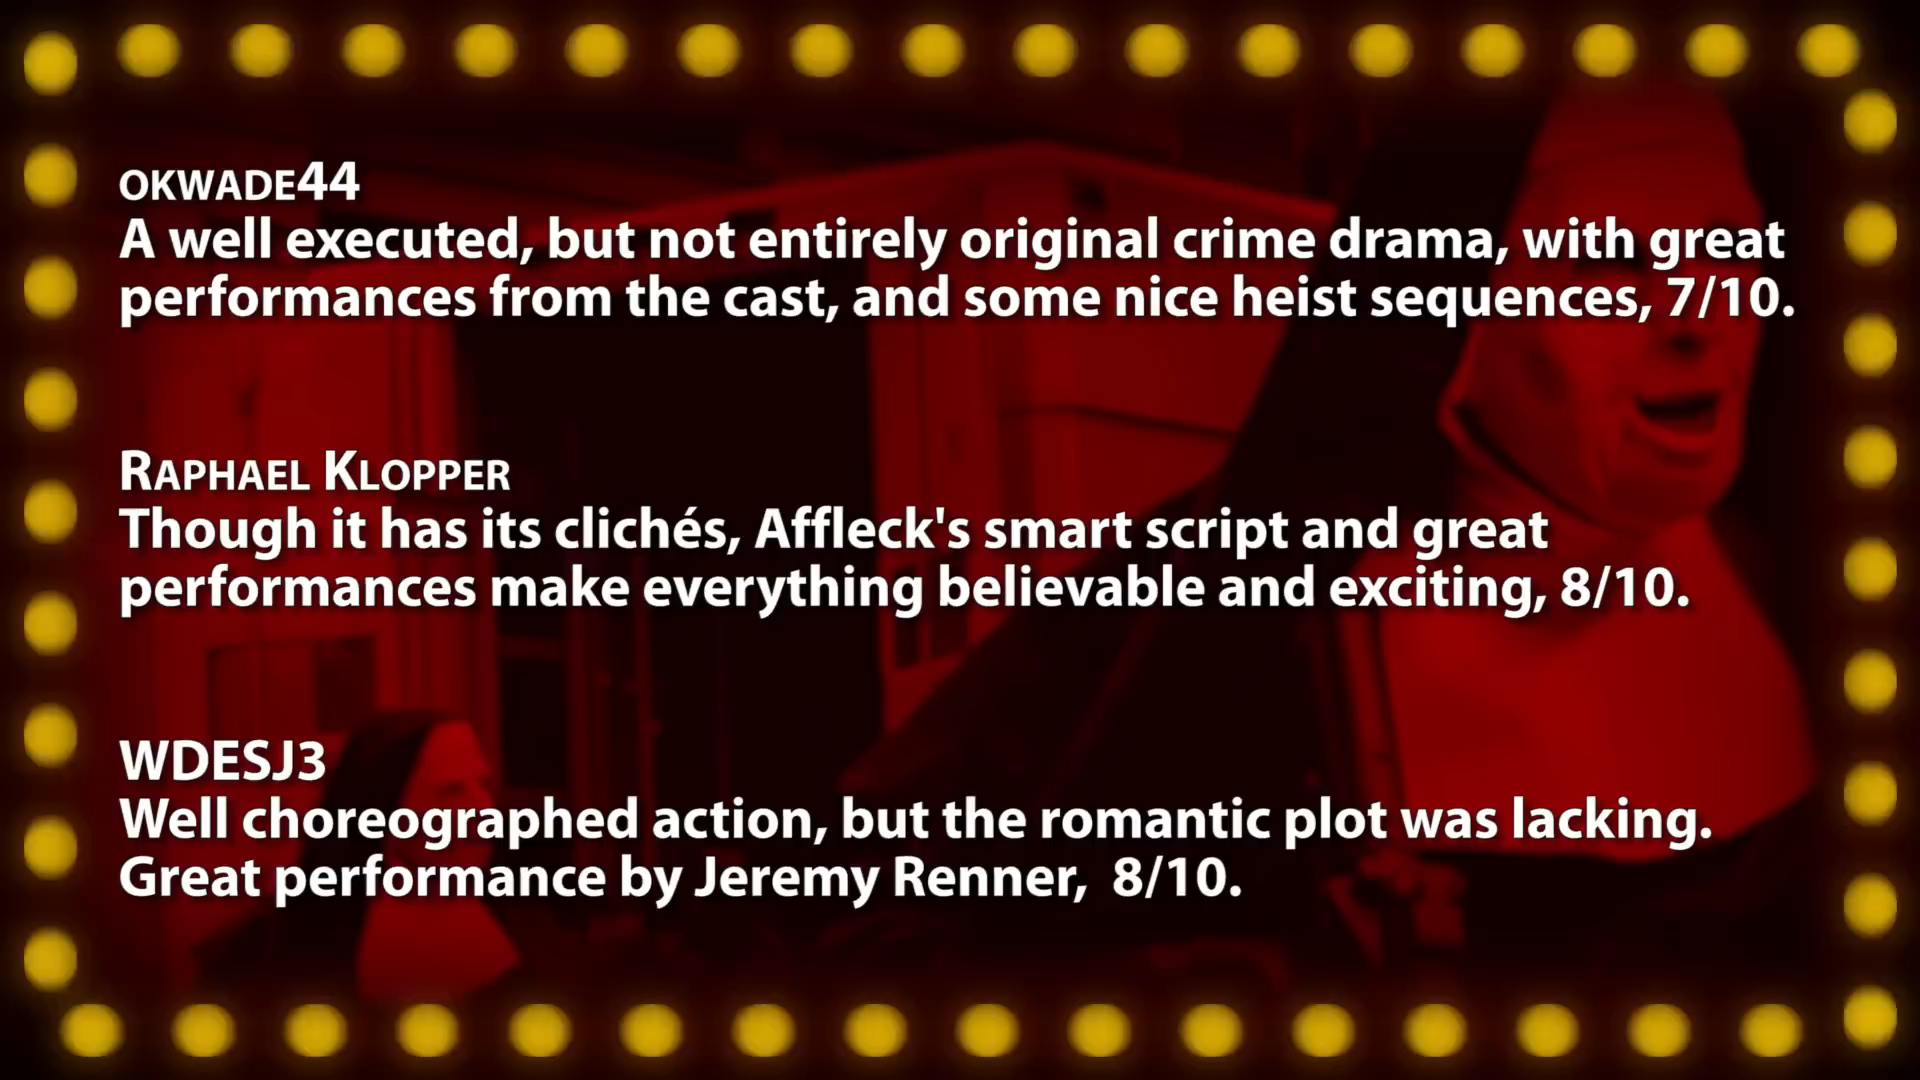 OKWADE44
A well executed, but not entirely original crime drama, with great
performances from the cast, and some nice heist sequences, 7/10.
RAPHAEL KLOPPER
Though it has its clichés, Affleck's smart script and great
performances make everything believable and exciting, 8/10.
WDESJ3
Well choreographed action, but the romantic plot was lacking.
Great performance by Jeremy Renner,  8/10.